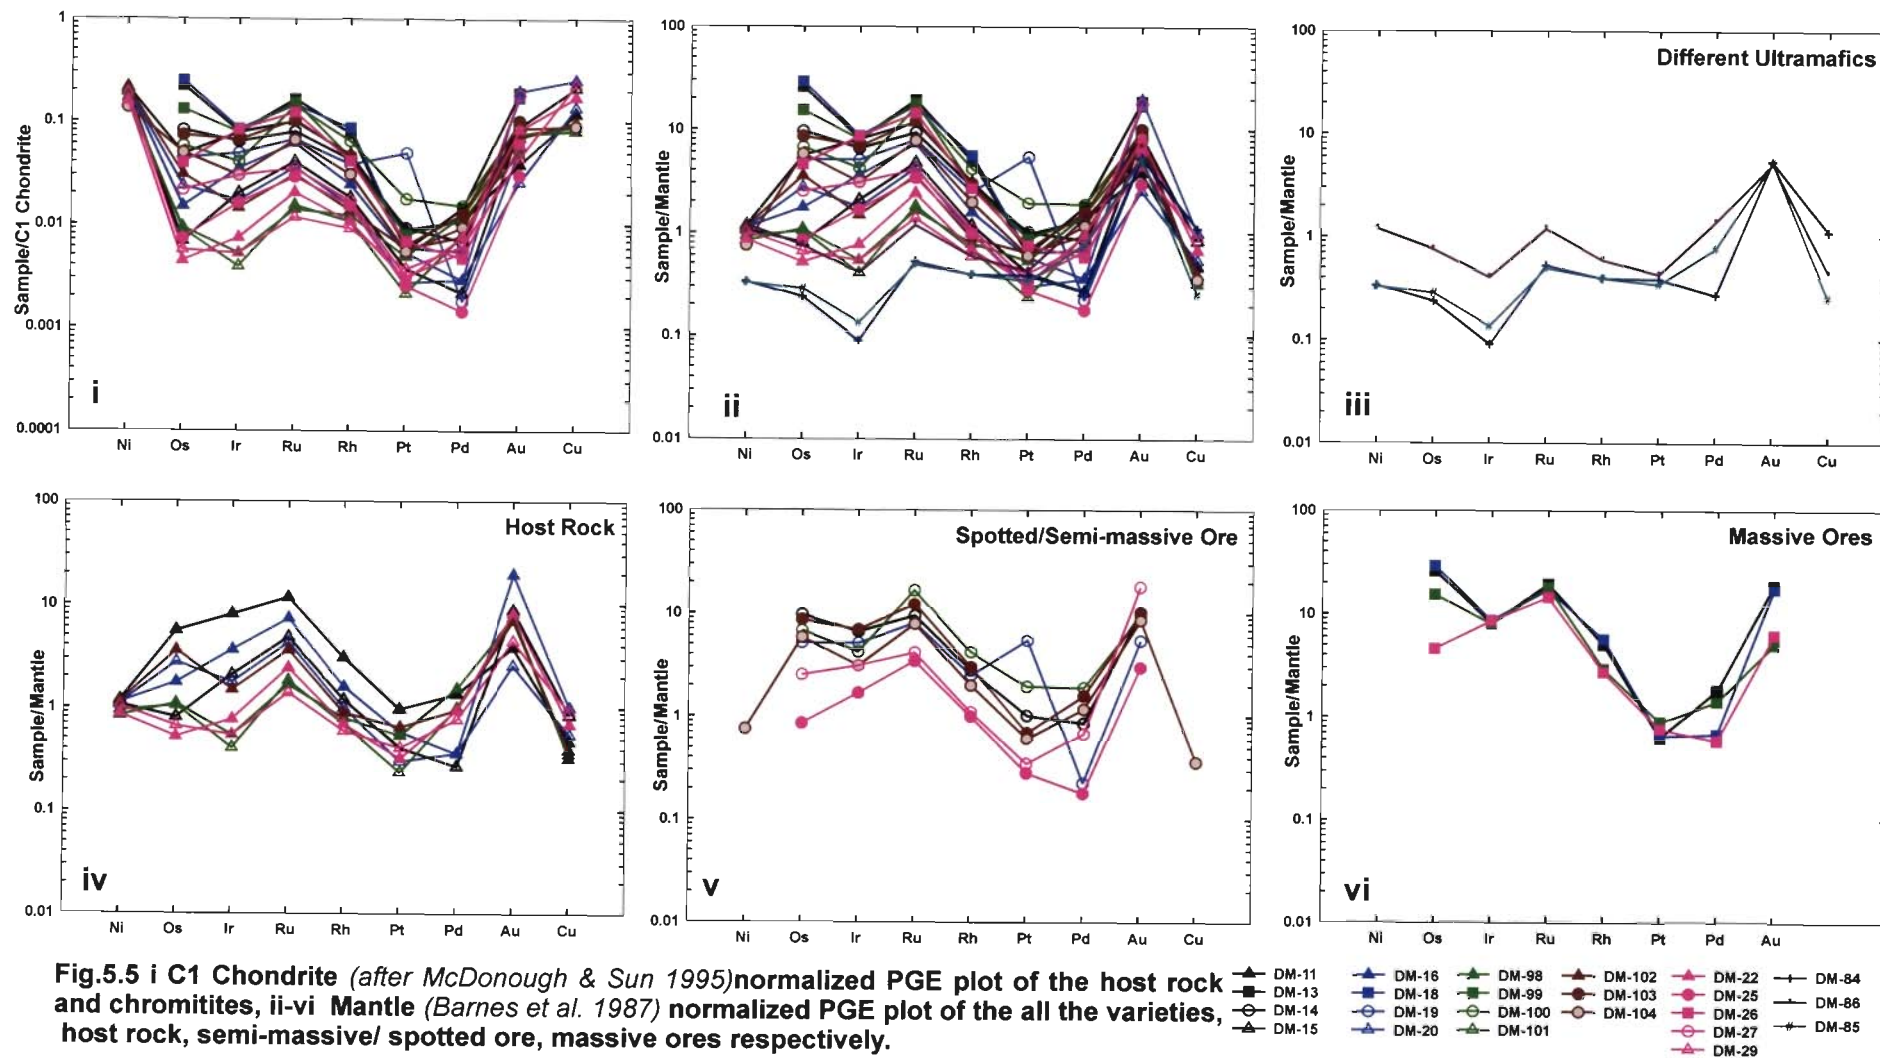 1
0.1
0.01
0.001
0.0001
Sample/C1 Chondrite
i
Ni Os Ir Ru Rh Pt Pd Au Cu
100
10
1
0.1
0.01
Sample/Mantle
ii
Ni Os Ir Ru Rh Pt Pd Au Cu
Different Ultramafics
100
10
1
0.1
0.01
Sample/Mantle
iii
Ni Os Ir Ru Rh Pt Pd Au Cu
Host Rock
100
10
1
0.1
0.01
Sample/Mantle
iv
Ni Os Ir Ru Rh Pt Pd Au Cu
Spotted/Semi-massive Ore
100
10
1
0.1
0.01
Sample/Mantle
v
Ni Os Ir Ru Rh Pt Pd Au Cu
Massive Ores
100
10
1
0.1
0.01
Sample/Mantle
vi
Ni Os Ir Ru Rh Pt Pd Au
Fig.5.5 i C1 Chondrite (after McDonough & Sun 1995)normalized PGE plot of the host rock
and chromitites, ii-vi Mantle (Barnes et al. 1987) normalized PGE plot of the all the varieties,
host rock, semi-massive/ spotted ore, massive ores respectively.
DM-11
DM-13
DM-14
DM-15
DM-16
DM-18
DM-19
DM-20
DM-98
DM-99
DM-100
DM-101
DM-102
DM-103
DM-104
DM-22
DM-25
DM-26
DM-27
DM-29
DM-84
DM-86
DM-85